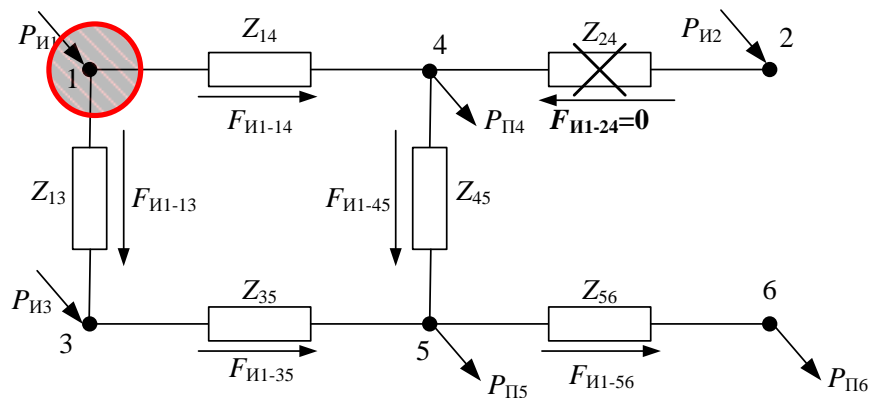 P_И1
Z_14
4
Z_24
P_И2
2
1
F_И1-14
P_П4
F_И1-24=0
Z_13
F_И1-13
F_И1-45
Z_45
P_И3
Z_35
Z_56
6
3
5
F_И1-35
P_П5
F_И1-56
P_П6